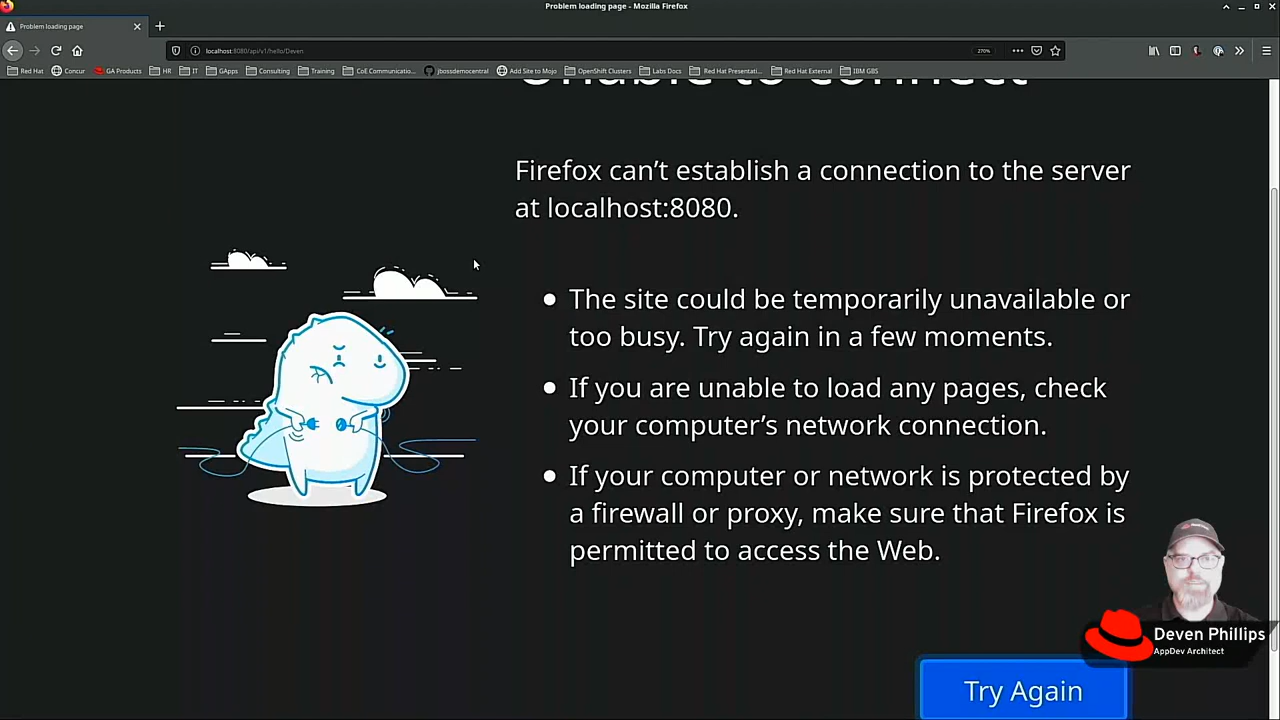 Problem loading page - Mozilla Firefox
Problem loading page
localhost:8080/api/v1/hello/Deven
270%
Red Hat
Concur
GA Products
HR
IT
GApps
Consulting
Training
CoE Communicatio...
jbossdemocentral
Add Site to Mojo
OpenShift Clusters
Labs Docs
Red Hat Presentati...
Red Hat External
IBM GBS
Unable to connect
Firefox can’t establish a connection to the server
at localhost:8080.
The site could be temporarily unavailable or
too busy. Try again in a few moments.
If you are unable to load any pages, check
your computer’s network connection.
If your computer or network is protected by
a firewall or proxy, make sure that Firefox is
permitted to access the Web.
Deven Phillips
AppDev Architect
Try Again